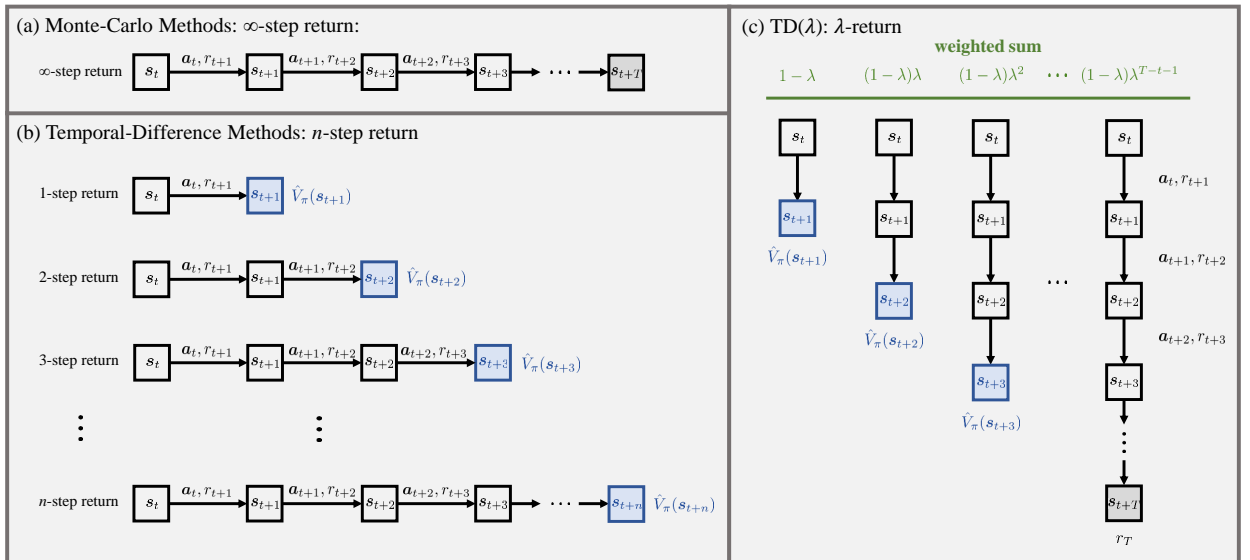 (a) Monte-Carlo Methods: ∞-step return:
∞-step return s_t a_t, r_{t+1} s_{t+1} a_{t+1}, r_{t+2} s_{t+2} a_{t+2}, r_{t+3} s_{t+3} ⋯ s_{t+T}
(b) Temporal-Difference Methods: n-step return
1-step return s_t a_t, r_{t+1} s_{t+1} V̂_π(s_{t+1})
2-step return s_t a_t, r_{t+1} s_{t+1} a_{t+1}, r_{t+2} s_{t+2} V̂_π(s_{t+2})
3-step return s_t a_t, r_{t+1} s_{t+1} a_{t+1}, r_{t+2} s_{t+2} a_{t+2}, r_{t+3} s_{t+3} V̂_π(s_{t+3})
⋮ ⋮
n-step return s_t a_t, r_{t+1} s_{t+1} a_{t+1}, r_{t+2} s_{t+2} a_{t+2}, r_{t+3} s_{t+3} ⋯ s_{t+n} V̂_π(s_{t+n})
(c) TD(λ): λ-return
weighted sum
1 − λ (1 − λ)λ (1 − λ)λ^2 ⋯ (1 − λ)λ^{T−t−1}
s_t s_t s_t s_t
a_t, r_{t+1}
s_{t+1} s_{t+1} s_{t+1} s_{t+1}
V̂_π(s_{t+1}) a_{t+1}, r_{t+2}
s_{t+2} s_{t+2} ⋯ s_{t+2}
V̂_π(s_{t+2}) a_{t+2}, r_{t+3}
s_{t+3} s_{t+3}
V̂_π(s_{t+3})
⋮
s_{t+T}
r_T